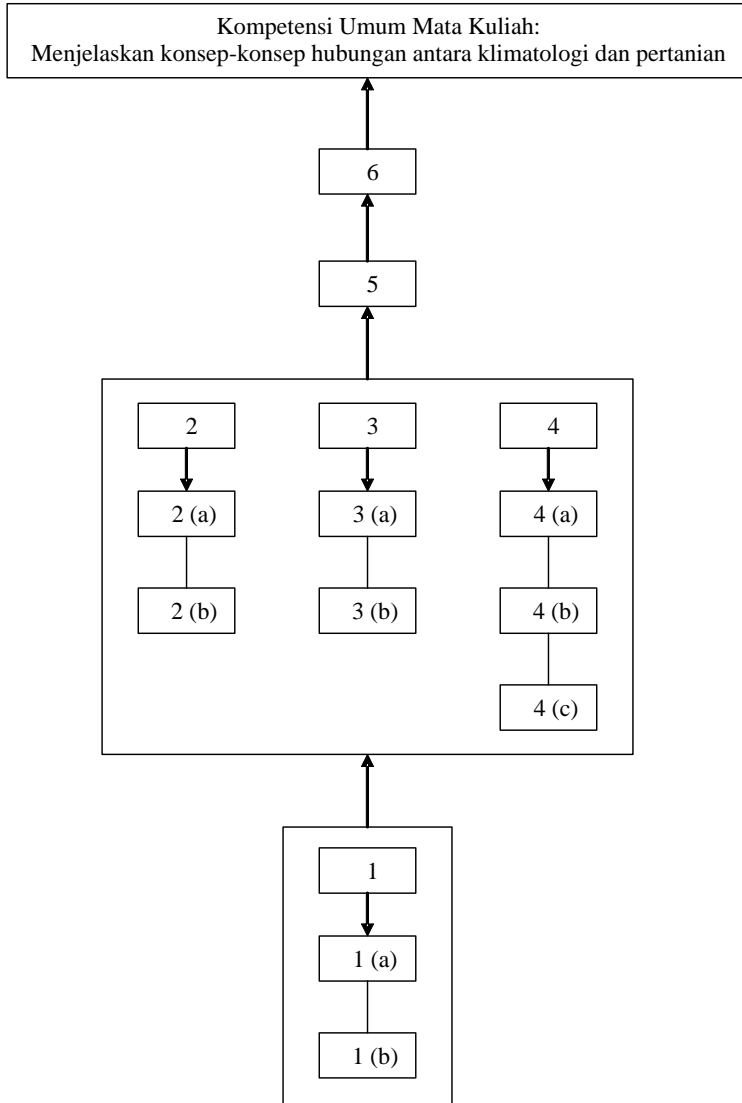 Kompetensi Umum Mata Kuliah:
Menjelaskan konsep-konsep hubungan antara klimatologi dan pertanian
6
5
2 3 4
2 (a) 3 (a) 4 (a)
2 (b) 3 (b) 4 (b)
4 (c)
1
1 (a)
1 (b)